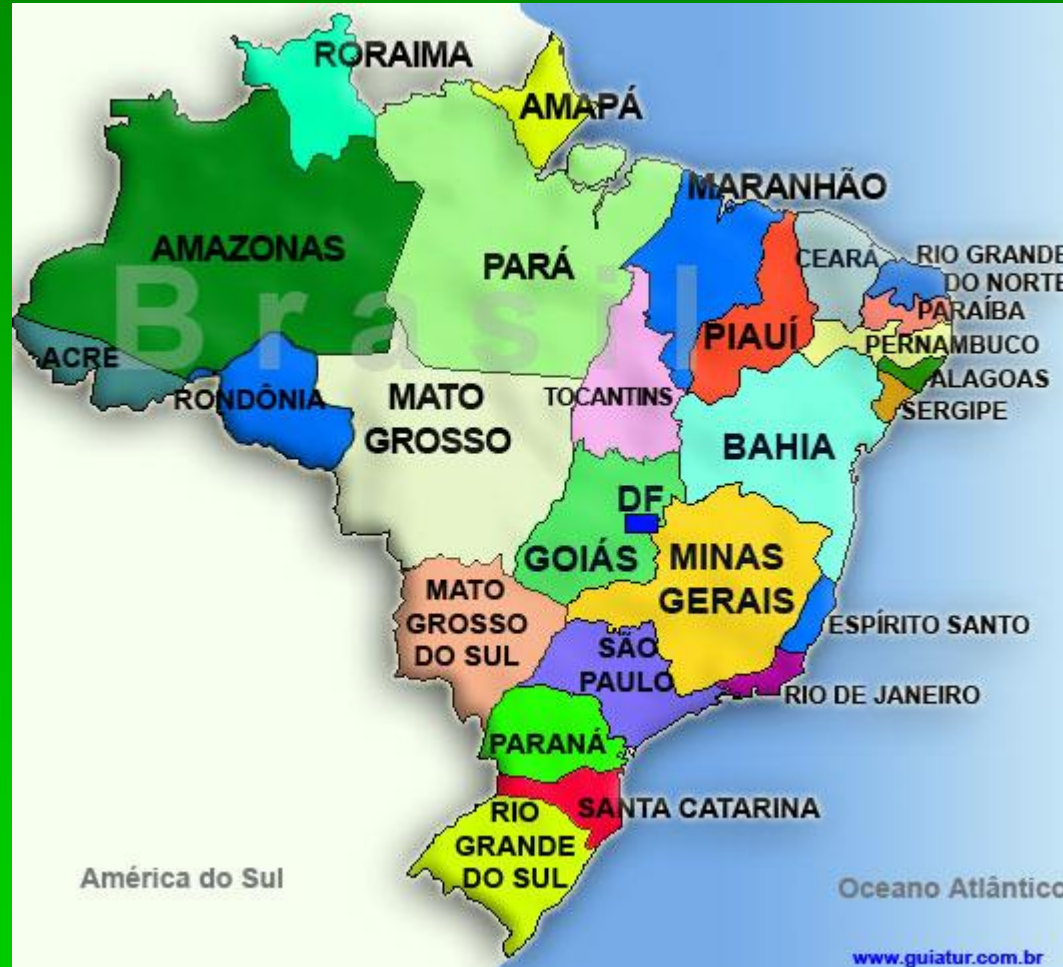 RORAIMA
AMAPÁ
MARANHÃO
AMAZONAS
PARÁ
CEARÁ
RIO GRANDE
DO NORTE
Brasil
PARAÍBA
PIAUÍ
PERNAMBUCO
ACRE
ALAGOAS
RONDÔNIA
MATO
GROSSO
TOCANTINS
SERGIPE
BAHIA
DF
GOIÁS
MINAS
GERAIS
MATO
GROSSO
DO SUL
ESPÍRITO SANTO
SÃO
PAULO
RIO DE JANEIRO
PARANÁ
SANTA CATARINA
RIO
GRANDE
DO SUL
América do Sul
Oceano Atlântico
www.guiatur.com.br